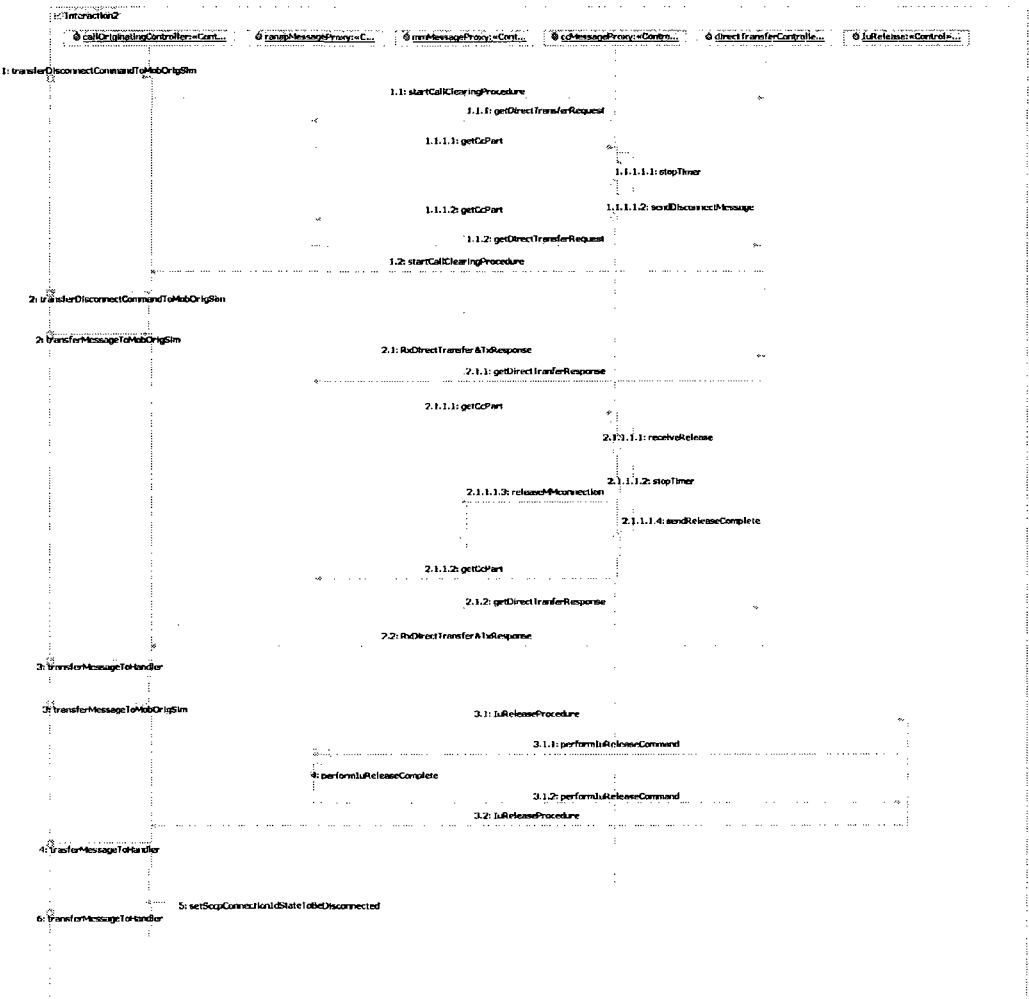 Interaction2
callOriginatingController:«Cont...
ranapMessageProxy:«C...
mmMessageProxy:«Cont...
ccMessageProxy:«Contro...
directTransferControlle...
IuRelease:«Control»...
1: transferDisconnectCommandToMobOrigSim
1.1: startCallClearingProcedure
1.1.1: getDirectTransferRequest
1.1.1.1: getCcPart
1.1.1.1.1: stopTimer
1.1.1.1.2: sendDisconnectMessage
1.1.1.2: getCcPart
1.1.2: getDirectTransferRequest
1.2: startCallClearingProcedure
2: transferDisconnectCommandToMobOrigSim
2: transferMessageToMobOrigSim
2.1: RxDirectTransfer&TxResponse
2.1.1: getDirectTranferResponse
2.1.1.1: getCcPart
2.1.1.1.1: receiveRelease
2.1.1.1.2: stopTimer
2.1.1.1.3: releaseMMconnection
2.1.1.1.4: sendReleaseComplete
2.1.1.2: getCcPart
2.1.2: getDirectTranferResponse
2.2: RxDirectTransfer&TxResponse
3: transferMessageToHandler
3: transferMessageToMobOrigSim
3.1: IuReleaseProcedure
3.1.1: performIuReleaseCommand
4: performIuReleaseComplete
3.1.2: performIuReleaseCommand
3.2: IuReleaseProcedure
4: trasferMessageToHandler
5: setSccpConnectionIdStateToBeDisconnected
6: transferMessageToHandler